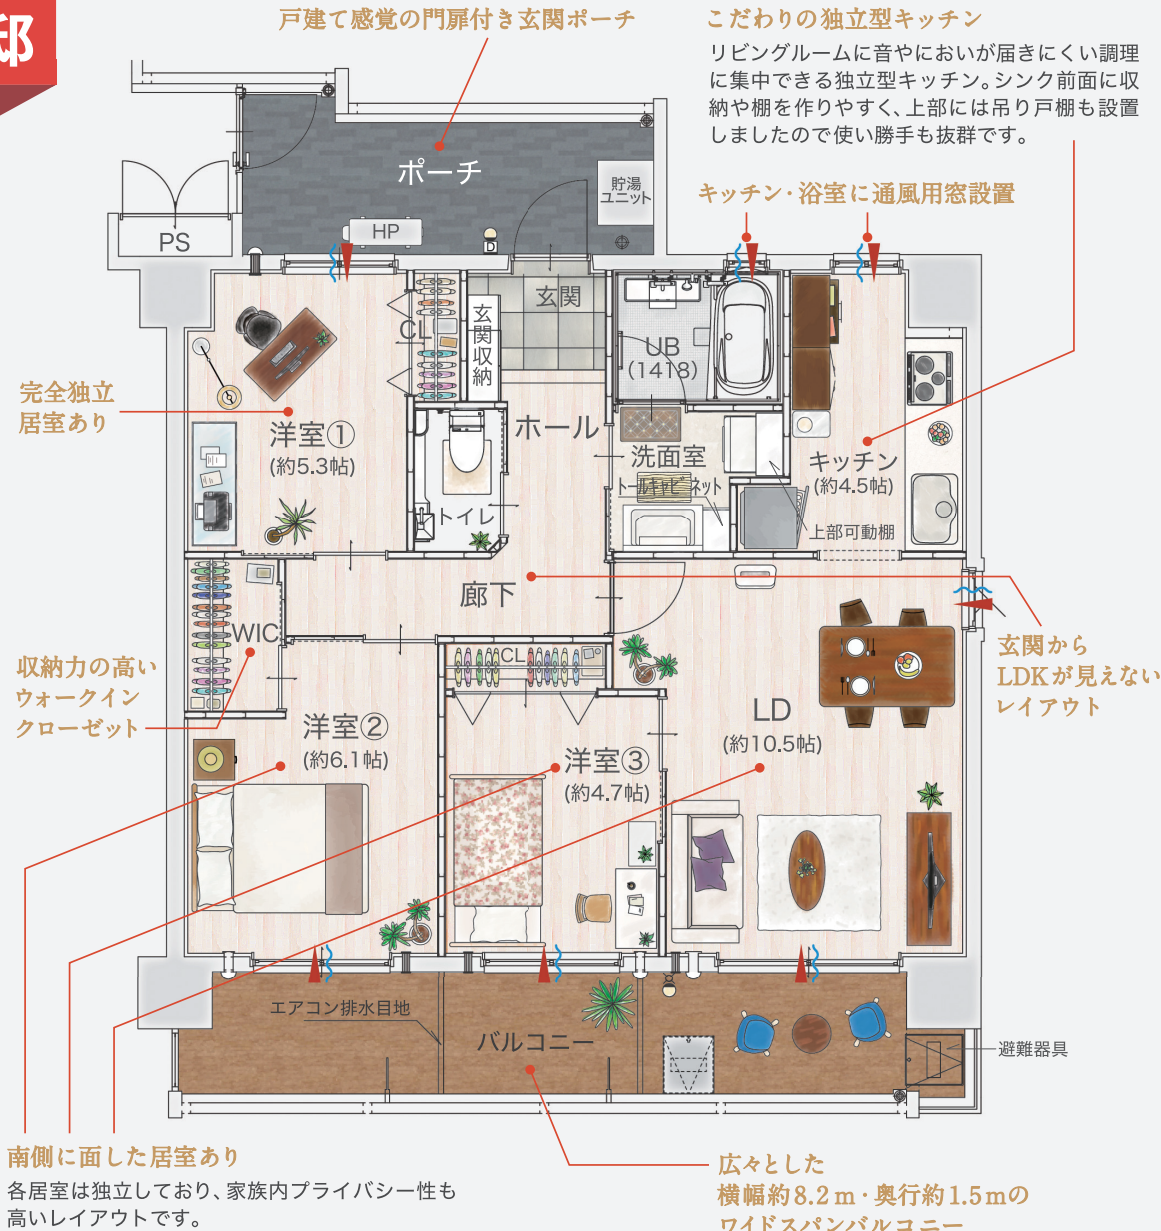 邸
戸建て感覚の門扉付き玄関ポーチ
こだわりの独立型キッチン
リビングルームに音やにおいが届きにくい調理
に集中できる独立型キッチン。シンク前面に収
納や棚を作りやすく、上部には吊り戸棚も設置
しましたので使い勝手も抜群です。
キッチン・浴室に通風用窓設置
ポーチ
貯湯
ユニット
HP
D
PS
玄関
玄関収納
CL
UB
(1418)
完全独立
居室あり
洋室①
(約5.3帖)
ホール
洗面室
トールキャビネット
キッチン
(約4.5帖)
上部可動棚
トイレ
廊下
WIC
CL
玄関から
LDKが見えない
レイアウト
収納力の高い
ウォークイン
クローゼット
洋室②
(約6.1帖)
洋室③
(約4.7帖)
LD
(約10.5帖)
エアコン排水目地
バルコニー
避難器具
南側に面した居室あり
各居室は独立しており、家族内プライバシー性も
高いレイアウトです。
広々とした
横幅約8.2m・奥行約1.5mの
ワイドスパンバルコニー